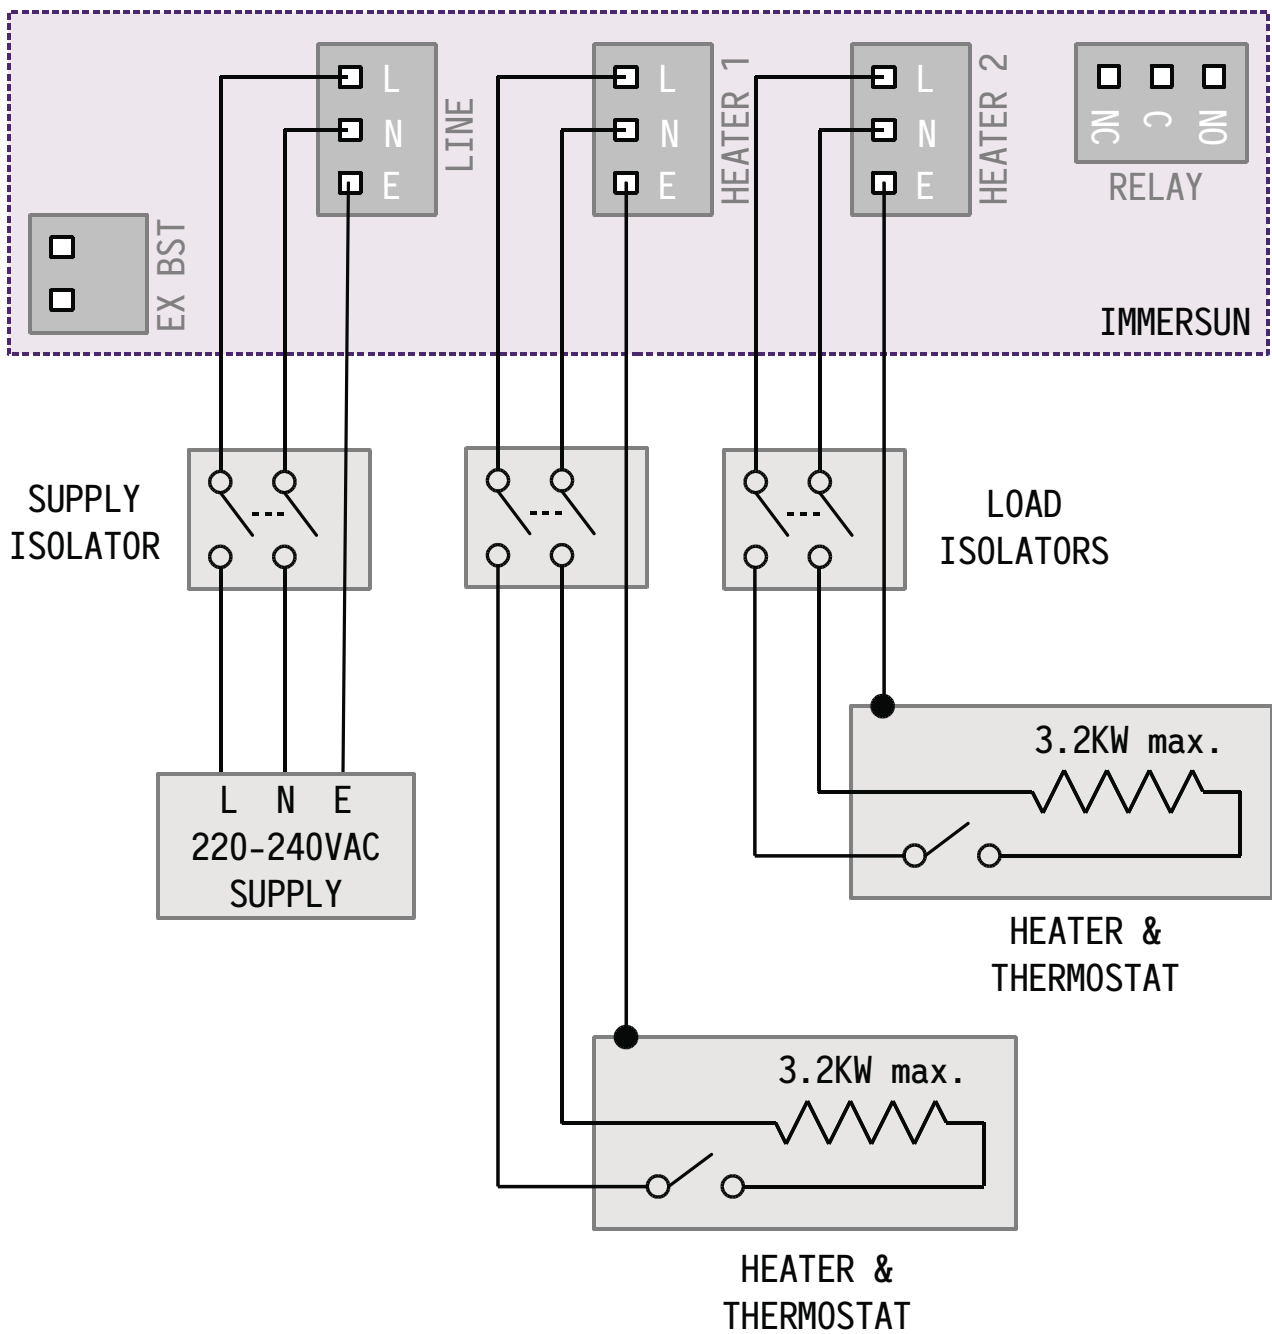 L
N
E
LINE
L
N
E
HEATER 1
L
N
E
HEATER 2
NC
C
NO
RELAY
EX BST
IMMERSUN
SUPPLY
ISOLATOR
LOAD
ISOLATORS
L N E
220-240VAC
SUPPLY
3.2KW max.
HEATER &
THERMOSTAT
3.2KW max.
HEATER &
THERMOSTAT